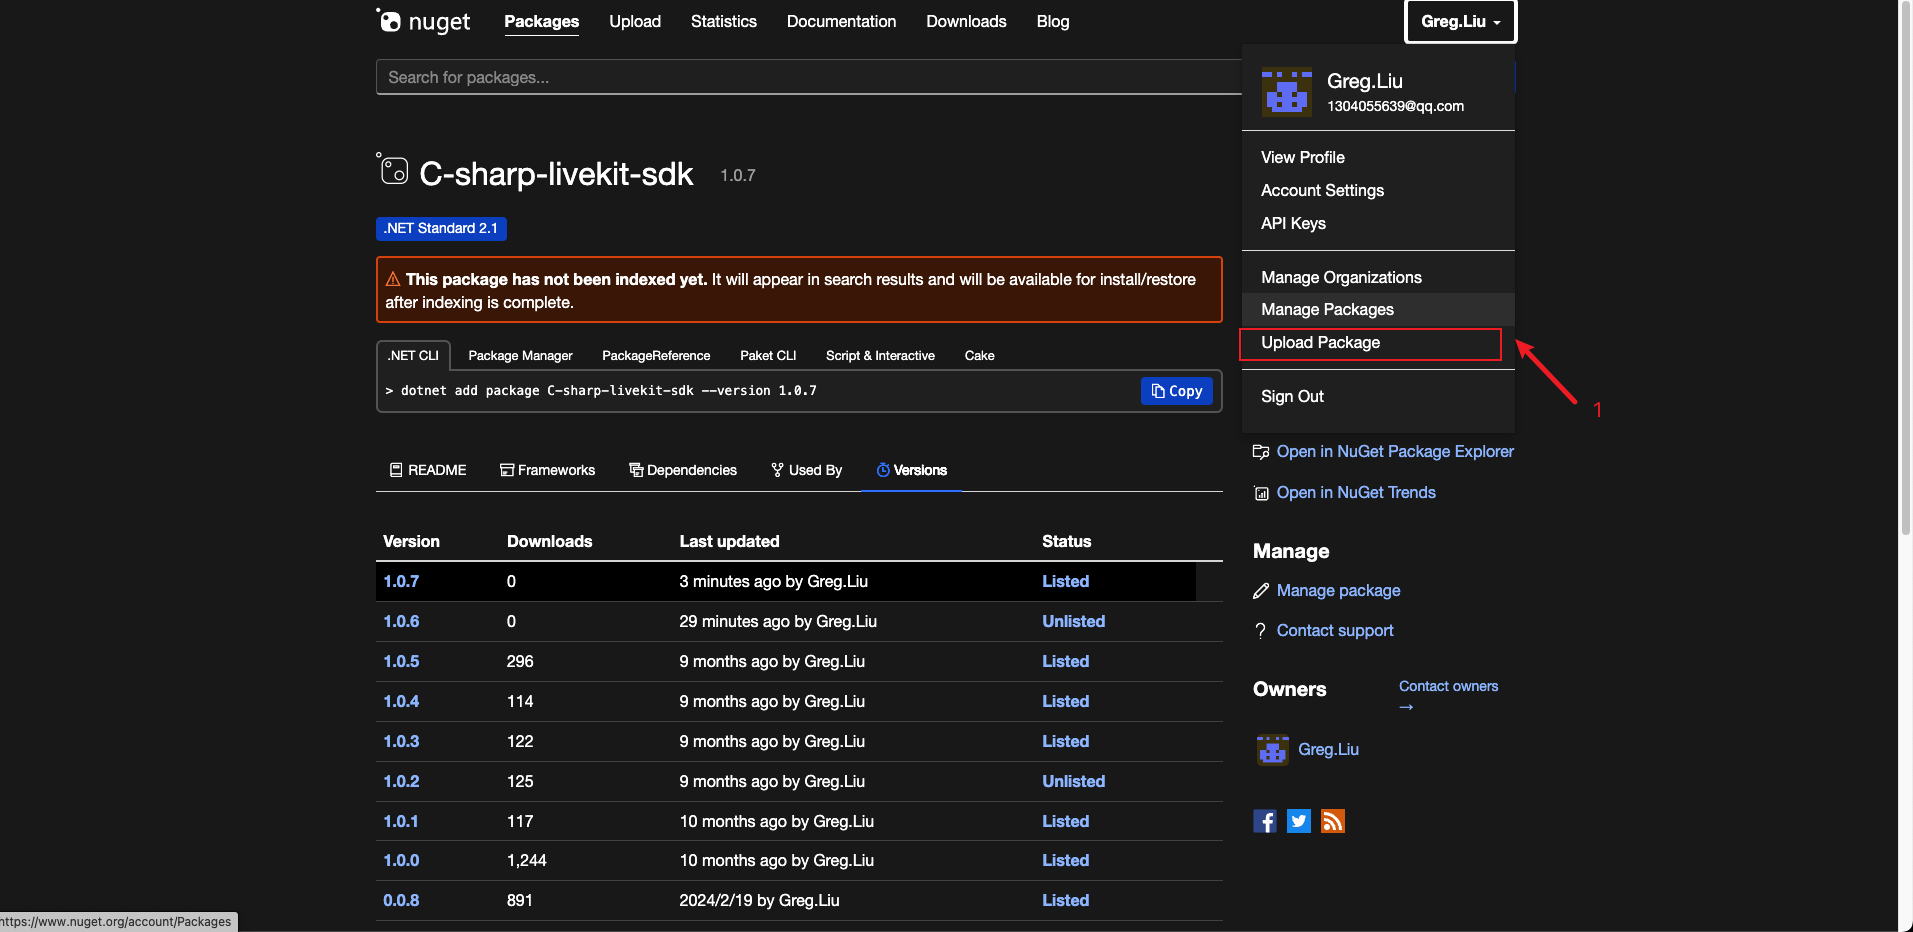 nuget
Packages
Upload
Statistics
Documentation
Downloads
Blog
Greg.Liu
Search for packages...
Greg.Liu
1304055639@qq.com
View Profile
Account Settings
API Keys
Manage Organizations
Manage Packages
Upload Package
Sign Out
1
C-sharp-livekit-sdk 1.0.7
.NET Standard 2.1
This package has not been indexed yet. It will appear in search results and will be available for install/restore
after indexing is complete.
.NET CLI
Package Manager
PackageReference
Paket CLI
Script & Interactive
Cake
> dotnet add package C-sharp-livekit-sdk --version 1.0.7
Copy
README
Frameworks
Dependencies
Used By
Versions
Version Downloads Last updated Status
1.0.7 0 3 minutes ago by Greg.Liu Listed
1.0.6 0 29 minutes ago by Greg.Liu Unlisted
1.0.5 296 9 months ago by Greg.Liu Listed
1.0.4 114 9 months ago by Greg.Liu Listed
1.0.3 122 9 months ago by Greg.Liu Listed
1.0.2 125 9 months ago by Greg.Liu Unlisted
1.0.1 117 10 months ago by Greg.Liu Listed
1.0.0 1,244 10 months ago by Greg.Liu Listed
0.0.8 891 2024/2/19 by Greg.Liu Listed
Open in NuGet Package Explorer
Open in NuGet Trends
Manage
Manage package
Contact support
Owners
Contact owners
→
Greg.Liu
https://www.nuget.org/account/Packages